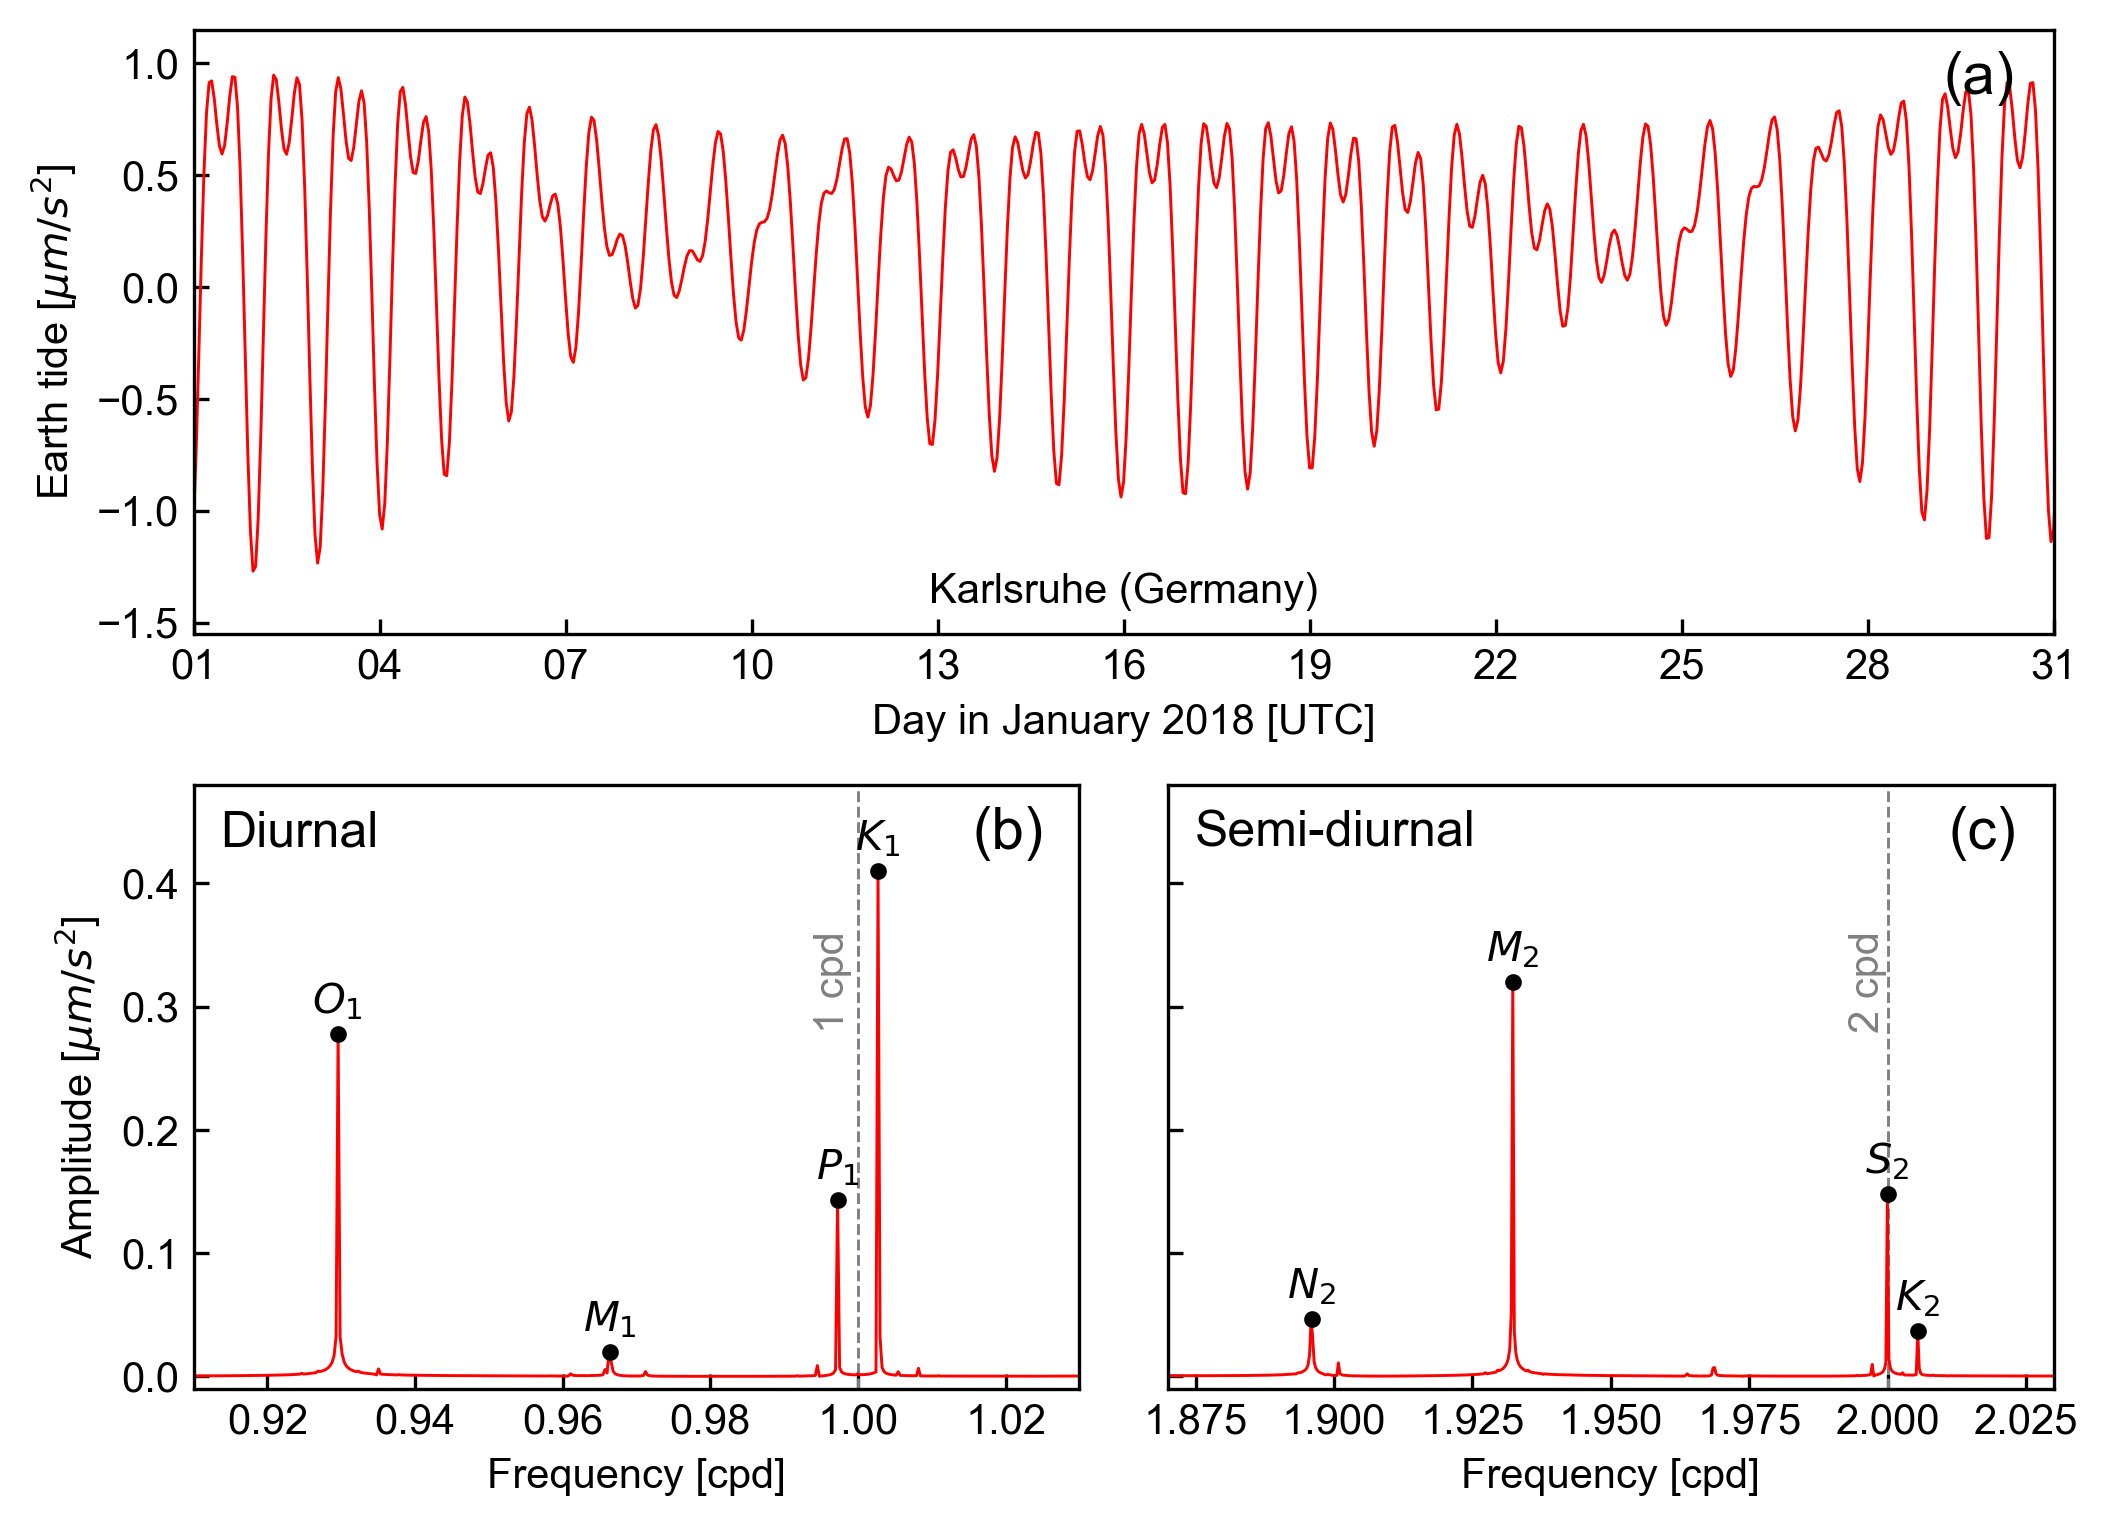 (a)
Earth tide [μm/s²]
1.0
0.5
0.0
−0.5
−1.0
−1.5
Karlsruhe (Germany)
01 04 07 10 13 16 19 22 25 28 31
Day in January 2018 [UTC]
Diurnal
(b)
Amplitude [μm/s²]
0.4
0.3
0.2
0.1
0.0
O₁
M₁
P₁
1 cpd
K₁
0.92 0.94 0.96 0.98 1.00 1.02
Frequency [cpd]
Semi-diurnal
(c)
N₂
M₂
2 cpd
S₂
K₂
1.875 1.900 1.925 1.950 1.975 2.000 2.025
Frequency [cpd]